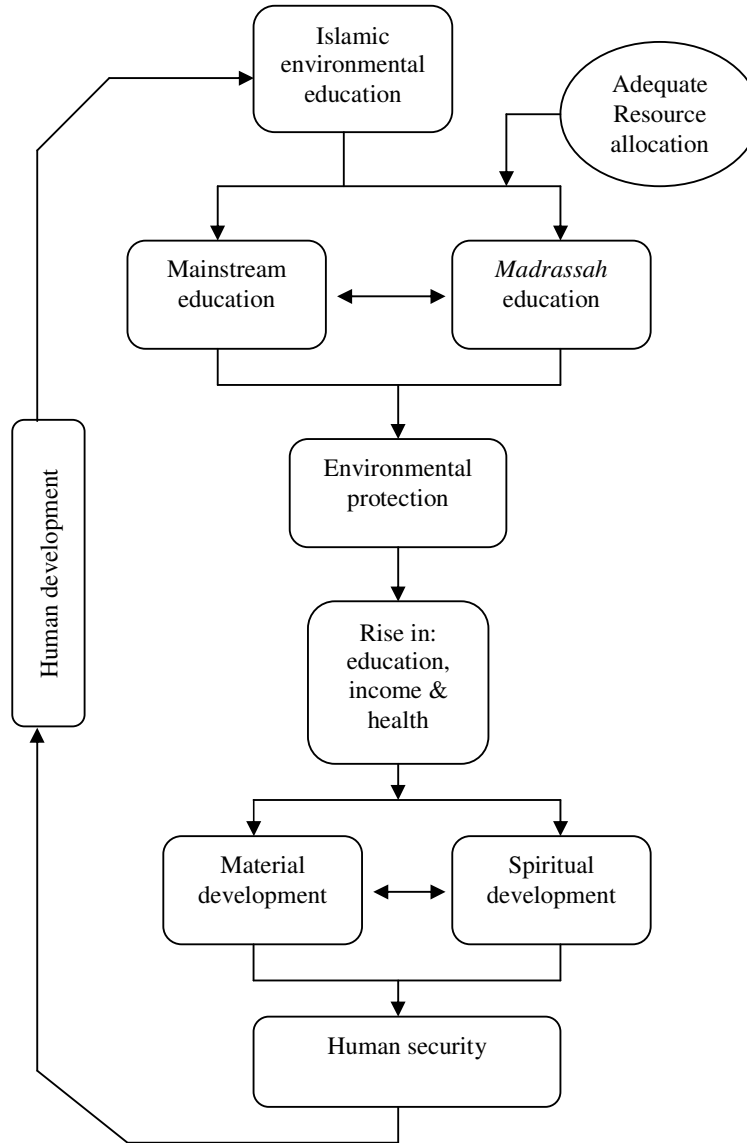 Islamic
environmental
education
Adequate
Resource
allocation
Mainstream
education
Madrassah
education
Environmental
protection
Human development
Rise in:
education,
income &
health
Material
development
Spiritual
development
Human security